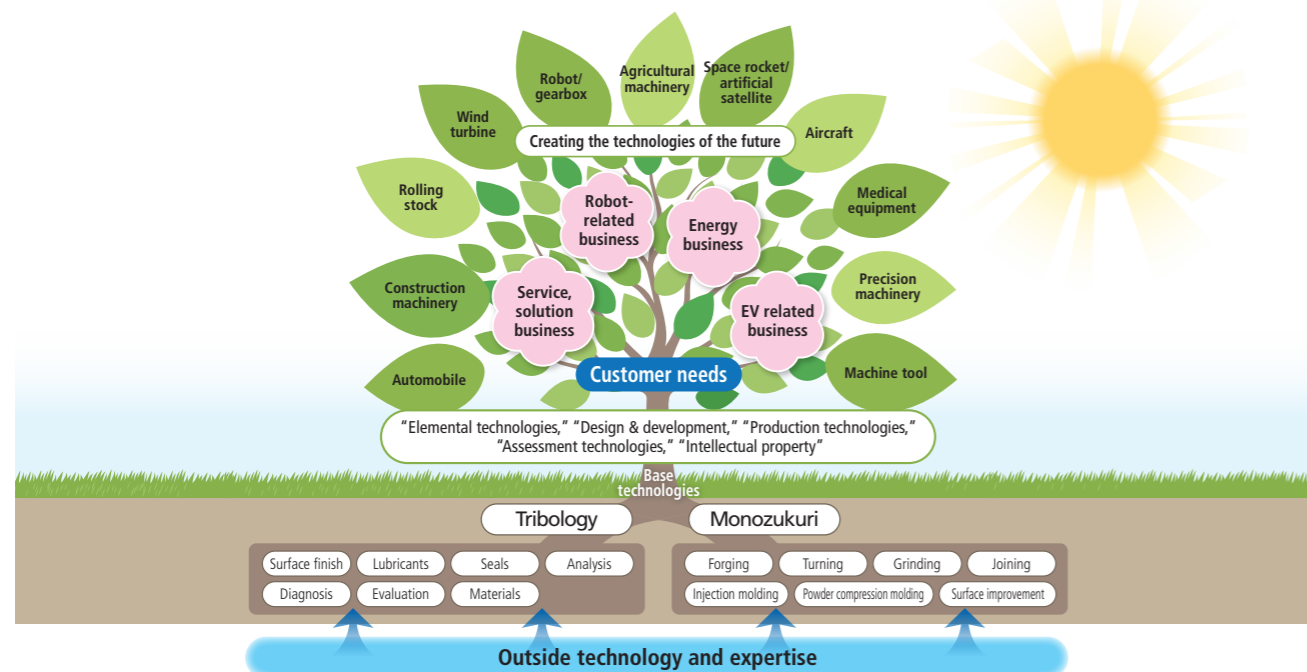 Robot/
gearbox
Agricultural
machinery
Space rocket/
artificial
satellite
Wind
turbine
Aircraft
Creating the technologies of the future
Rolling
stock
Medical
equipment
Robot-
related
business
Energy
business
Construction
machinery
Precision
machinery
Service,
solution
business
EV related
business
Automobile
Machine tool
Customer needs
“Elemental technologies,” “Design & development,” “Production technologies,”
“Assessment technologies,” “Intellectual property”
Base
technologies
Tribology
Monozukuri
Surface finish
Lubricants
Seals
Analysis
Diagnosis
Evaluation
Materials
Forging
Turning
Grinding
Joining
Injection molding
Powder compression molding
Surface improvement
Outside technology and expertise